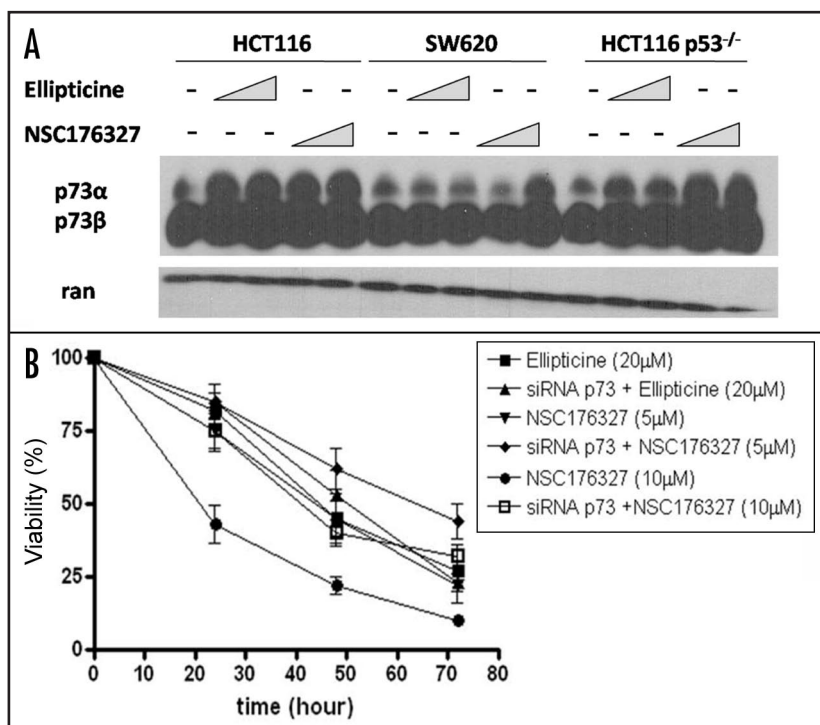 A
HCT116 SW620 HCT116 p53-/-
Ellipticine - - - - - - - - -
NSC176327 - - - - - - - - -
p73α
p73β
ran
B
100
75
50
25
0
Viability (%)
0 10 20 30 40 50 60 70 80
time (hour)
Ellipticine (20μM)
siRNA p73 + Ellipticine (20μM)
NSC176327 (5μM)
siRNA p73 + NSC176327 (5μM)
NSC176327 (10μM)
siRNA p73 +NSC176327 (10μM)